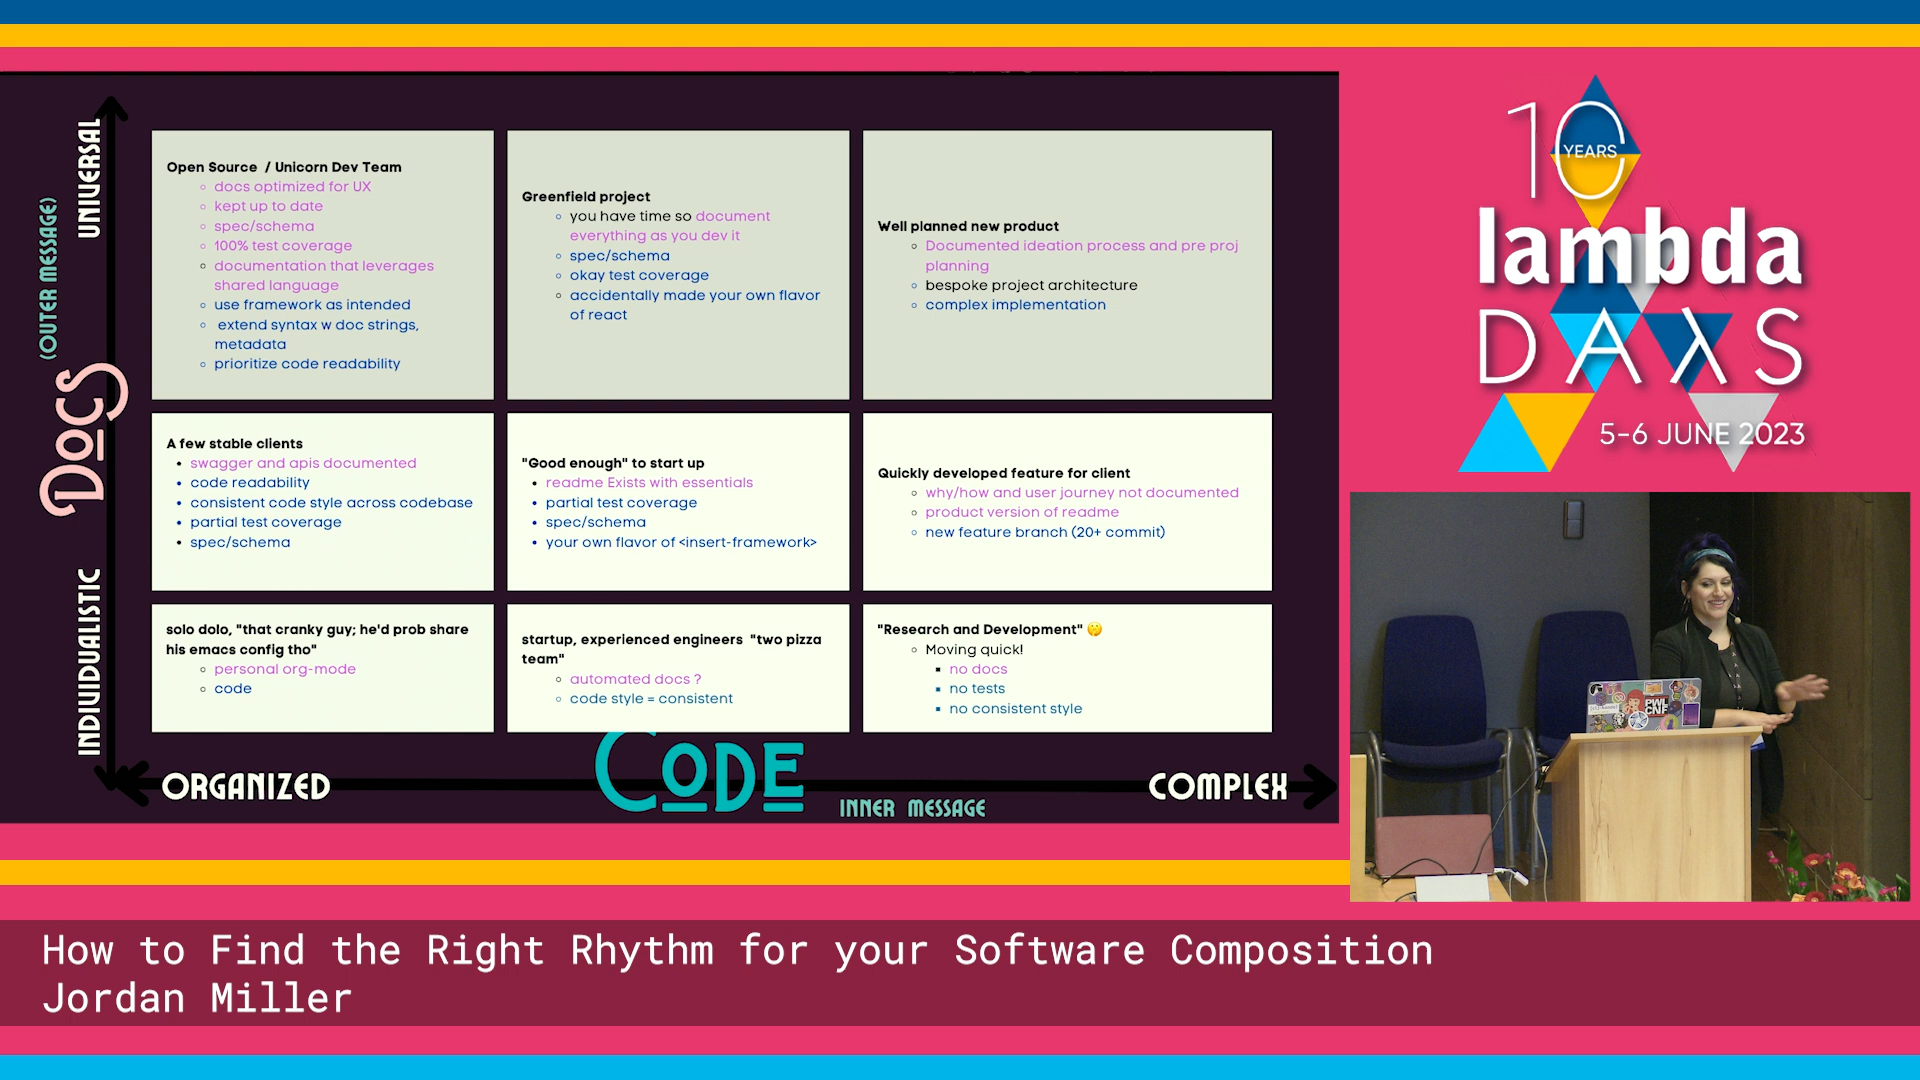 UNIVERSAL
(OUTER MESSAGE)
DOCS
INDIVIDUALISTIC
Open Source / Unicorn Dev Team
docs optimized for UX
kept up to date
spec/schema
100% test coverage
documentation that leverages
shared language
use framework as intended
extend syntax w doc strings,
metadata
prioritize code readability
Greenfield project
you have time so document
everything as you dev it
spec/schema
okay test coverage
accidentally made your own flavor
of react
Well planned new product
Documented ideation process and pre proj
planning
bespoke project architecture
complex implementation
A few stable clients
swagger and apis documented
code readability
consistent code style across codebase
partial test coverage
spec/schema
"Good enough" to start up
readme Exists with essentials
partial test coverage
spec/schema
your own flavor of <insert-framework>
Quickly developed feature for client
why/how and user journey not documented
product version of readme
new feature branch (20+ commit)
solo dolo, "that cranky guy; he'd prob share
his emacs config tho"
personal org-mode
code
startup, experienced engineers "two pizza
team"
automated docs ?
code style = consistent
"Research and Development" 🤫
Moving quick!
no docs
no tests
no consistent style
ORGANIZED
CODE
INNER MESSAGE
COMPLEX
10
YEARS
lambda
DAλS
5-6 JUNE 2023
PWL
CNF
How to Find the Right Rhythm for your Software Composition
Jordan Miller